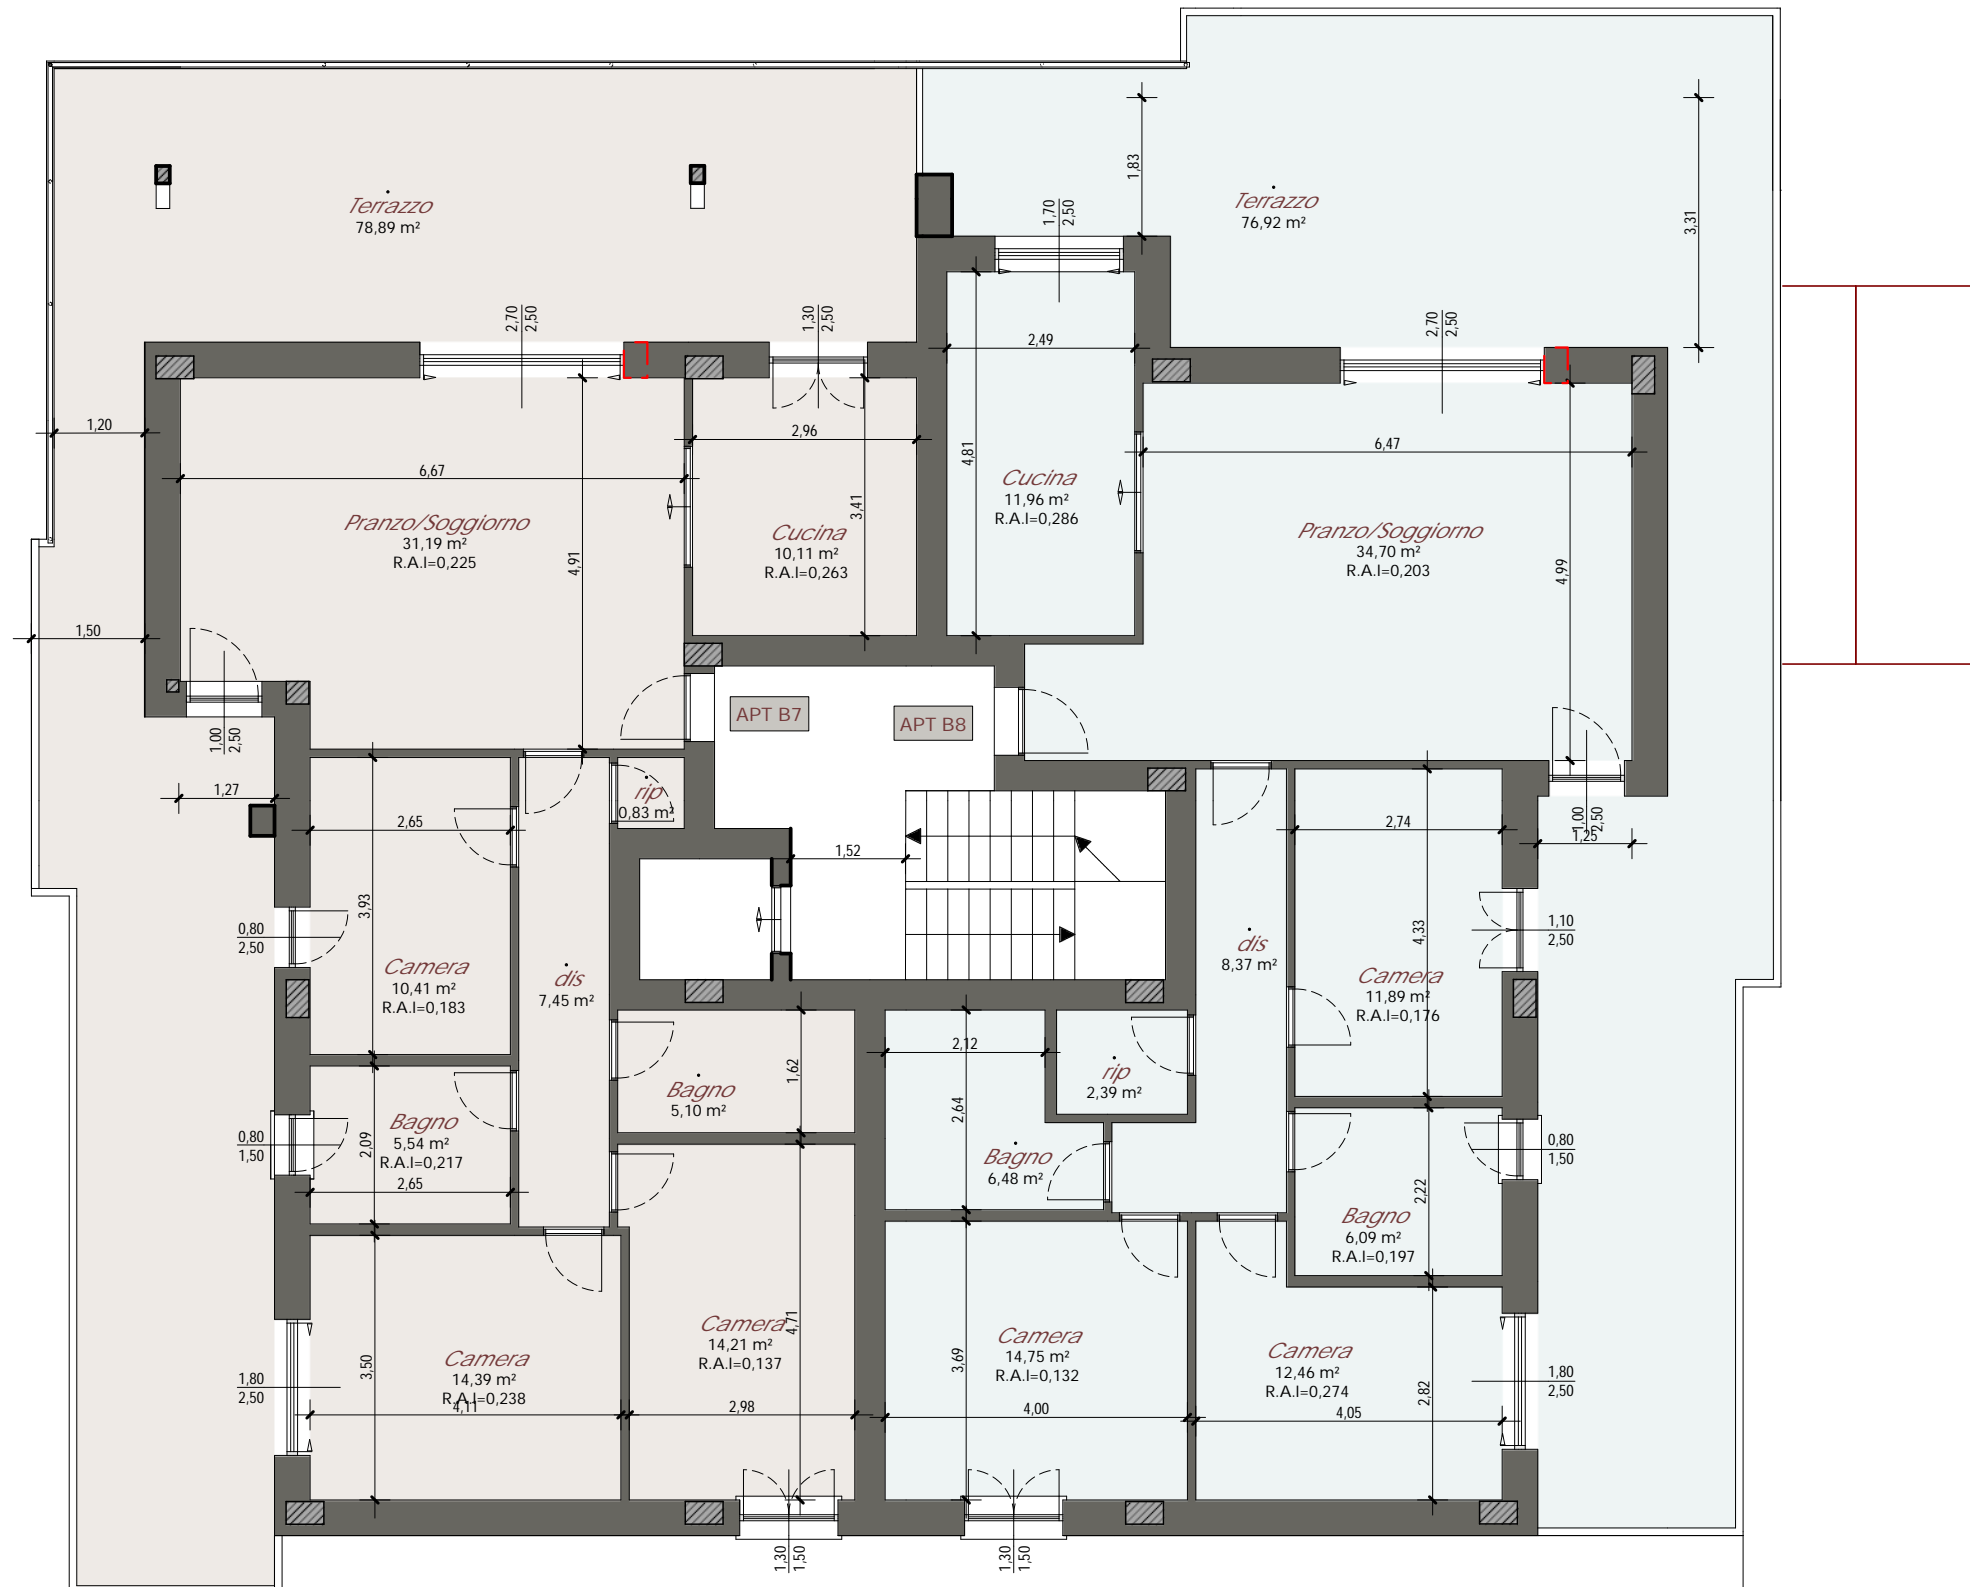 Terrazzo
78,89 m²
Terrazzo
76,92 m²
1,83
3,31
1,70
2,50
2,70
2,50
1,30
2,50
2,70
2,50
1,20
1,50
6,67
4,91
Pranzo/Soggiorno
31,19 m²
R.A.I=0,225
2,96
3,41
Cucina
10,11 m²
R.A.I=0,263
2,49
4,81
Cucina
11,96 m²
R.A.I=0,286
6,47
4,99
Pranzo/Soggiorno
34,70 m²
R.A.I=0,203
APT B7
APT B8
1,00
2,50
1,27
1,00
2,50
1,25
rip
0,83 m²
1,52
2,65
3,93
0,80
2,50
Camera
10,41 m²
R.A.I=0,183
dis
7,45 m²
dis
8,37 m²
2,74
4,33
Camera
11,89 m²
R.A.I=0,176
1,10
2,50
Bagno
5,10 m²
1,62
2,12
2,64
rip
2,39 m²
0,80
1,50
Bagno
5,54 m²
R.A.I=0,217
2,09
2,65
Bagno
6,48 m²
0,80
1,50
2,22
Bagno
6,09 m²
R.A.I=0,197
1,80
2,50
3,50
Camera
14,39 m²
R.A.I=0,238
4,11
Camera
14,21 m²
R.A.I=0,137
4,71
2,98
3,69
Camera
14,75 m²
R.A.I=0,132
4,00
Camera
12,46 m²
R.A.I=0,274
4,05
2,82
1,80
2,50
1,30
1,50
1,30
1,50